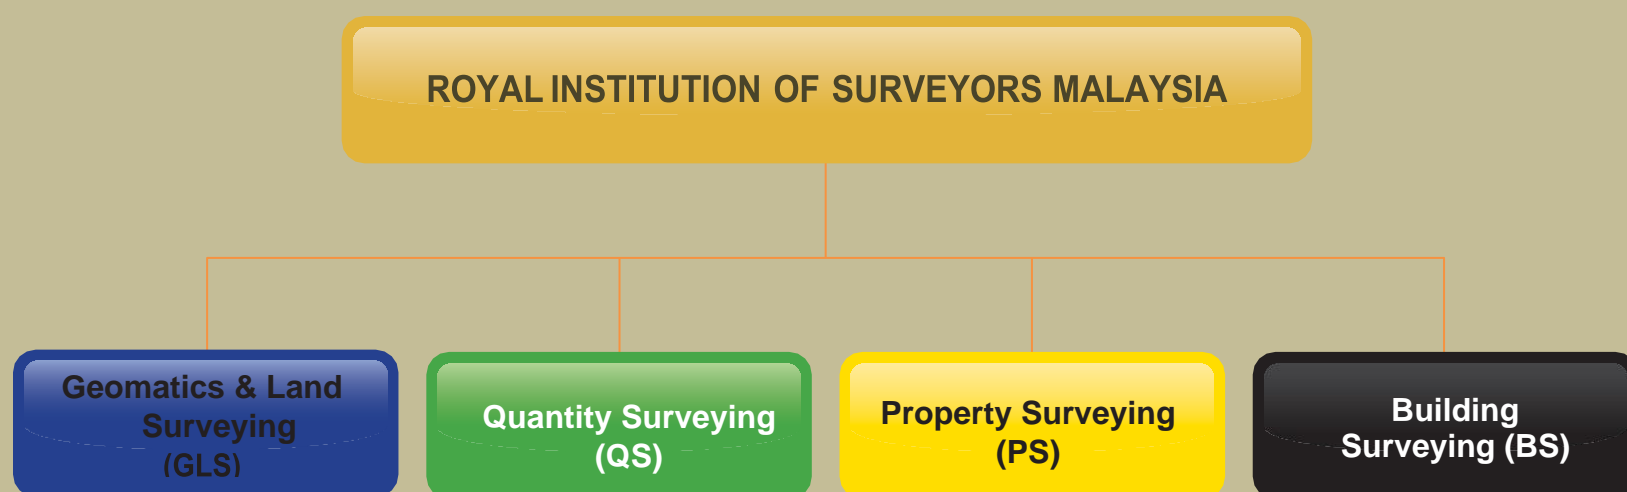 ROYAL INSTITUTION OF SURVEYORS MALAYSIA
Geomatics & Land
Surveying
(GLS)
Quantity Surveying
(QS)
Property Surveying
(PS)
Building
Surveying (BS)